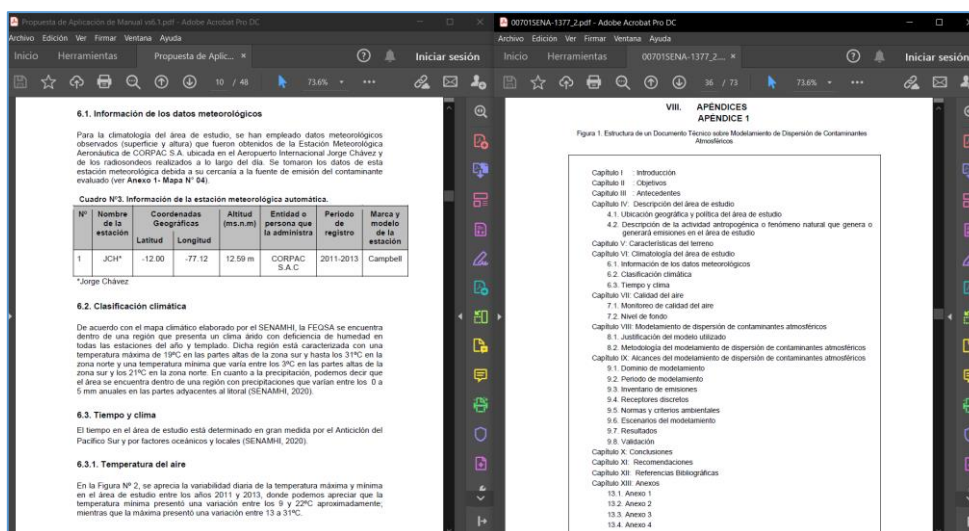 Propuesta de Aplicación de Manual va6.1.pdf - Adobe Acrobat Pro DC
Archivo Edición Ver Firmar Ventana Ayuda
Inicio Herramientas Propuesta de Aplic... × Iniciar sesión
10 / 48 73.6%
6.1. Información de los datos meteorológicos
Para la climatología del área de estudio, se han empleado datos meteorológicos
observados (superficie y altura) que fueron obtenidos de la Estación Meteorológica
Aeronáutica de CORPAC S.A. ubicada en el Aeropuerto Internacional Jorge Chávez y
de los radiosondeos realizados a lo largo del día. Se tomaron los datos de esta
estación meteorológica debido a su cercanía a la fuente de emisión del contaminante
evaluado (ver Anexo 1- Mapa N° 04).
Cuadro Nº3. Información de la estación meteorológica automática.
Nº Nombre de la estación Coordenadas Geográficas Altitud (ms.n.m) Entidad o persona que la administra Periodo de registro Marca y modelo de la estación
Latitud Longitud
1 JCH* -12.00 -77.12 12.59 m CORPAC S.A.C 2011-2013 Campbell
*Jorge Chávez
6.2. Clasificación climática
De acuerdo con el mapa climático elaborado por el SENAMHI, la FEQSA se encuentra
dentro de una región que presenta un clima árido con deficiencia de humedad en
todas las estaciones del año y templado. Dicha región está caracterizada con una
temperatura máxima de 19ºC en las partes altas de la zona sur y hasta los 31ºC en la
zona norte y una temperatura mínima que varía entre los 3ºC en las partes altas de la
zona sur y los 21ºC en la zona norte. En cuanto a la precipitación, podemos decir que
el área se encuentra dentro de una región con precipitaciones que varían entre los 0 a
5 mm anuales en las partes adyacentes al litoral (SENAMHI, 2020).
6.3. Tiempo y clima
El tiempo en el área de estudio está determinado en gran medida por el Anticiclón del
Pacífico Sur y por factores oceánicos y locales (SENAMHI, 2020).
6.3.1. Temperatura del aire
En la Figura Nº 2, se aprecia la variabilidad diaria de la temperatura máxima y mínima
en el área de estudio entre los años 2011 y 2013, donde podemos apreciar que la
temperatura mínima presentó una variación entre los 9 y 22ºC aproximadamente;
mientras que la máxima presentó una variación entre 13 a 31ºC.
00701SENA-1377_2.pdf - Adobe Acrobat Pro DC
Archivo Edición Ver Firmar Ventana Ayuda
Inicio Herramientas 00701SENA-1377_2.... × Iniciar sesión
36 / 73 73.6%
VIII. APÉNDICES
APÉNDICE 1
Figura 1. Estructura de un Documento Técnico sobre Modelamiento de Dispersión de Contaminantes
Atmosféricos
Capítulo I : Introducción
Capítulo II : Objetivos
Capítulo III : Antecedentes
Capítulo IV: Descripción del área de estudio
4.1. Ubicación geográfica y política del área de estudio
4.2. Descripción de la actividad antropogénica o fenómeno natural que genera o
generará emisiones en el área de estudio
Capítulo V: Características del terreno
Capítulo VI: Climatología del área de estudio
6.1. Información de los datos meteorológicos
6.2. Clasificación climática
6.3. Tiempo y clima
Capítulo VII: Calidad del aire
7.1. Monitoreo de calidad del aire
7.2. Nivel de fondo
Capítulo VIII: Modelamiento de dispersión de contaminantes atmosféricos
8.1. Justificación del modelo utilizado
8.2. Metodología del modelamiento de dispersión de contaminantes atmosféricos
Capítulo IX: Alcances del modelamiento de dispersión de contaminantes atmosféricos
9.1. Dominio de modelamiento
9.2. Periodo de modelamiento
9.3. Inventario de emisiones
9.4. Receptores discretos
9.5. Normas y criterios ambientales
9.6. Escenarios del modelamiento
9.7. Resultados
9.8. Validación
Capítulo X: Conclusiones
Capítulo XI: Recomendaciones
Capítulo XII: Referencias Bibliográficas
Capítulo XIII: Anexos
13.1. Anexo 1
13.2. Anexo 2
13.3. Anexo 3
13.4. Anexo 4